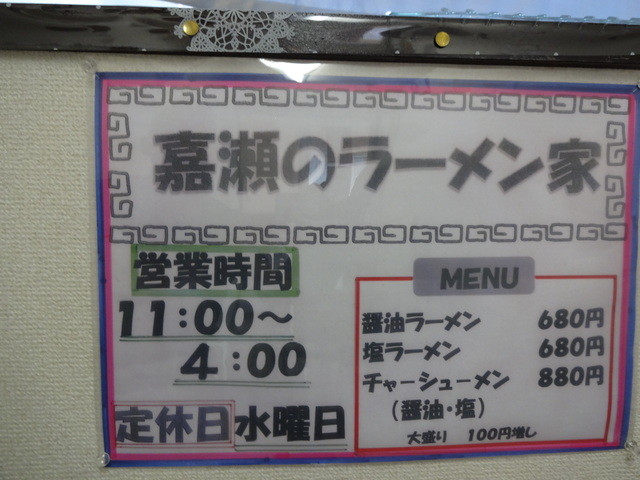 嘉瀬のラーメン家
営業時間
11:00～
4:00
定休日 水曜日
MENU
醤油ラーメン 680円
塩ラーメン 680円
チャーシューメン 880円
（醤油・塩）
大盛り 100円増し